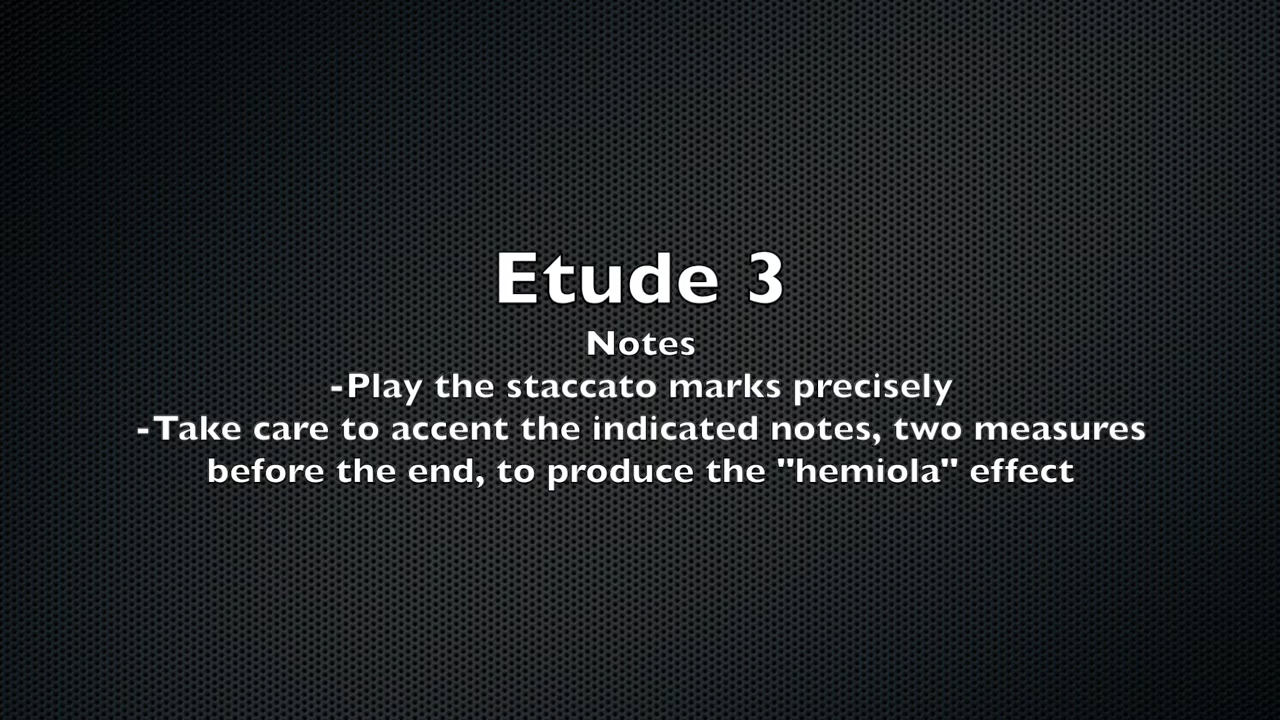 Etude 3
Notes
-Play the staccato marks precisely
-Take care to accent the indicated notes, two measures
before the end, to produce the "hemiola" effect